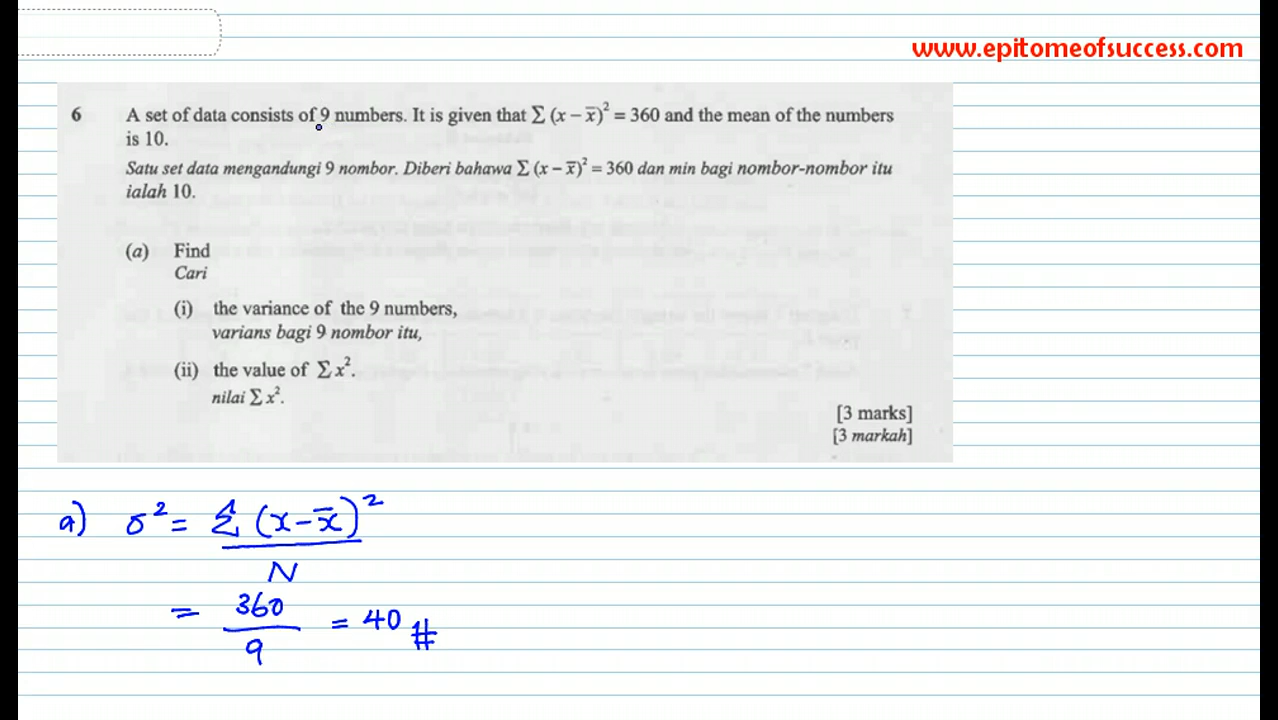 www.epitomeofsuccess.com
6 A set of data consists of 9 numbers. It is given that ∑ (x – x̄)² = 360 and the mean of the numbers
is 10.
Satu set data mengandungi 9 nombor. Diberi bahawa ∑ (x – x̄)² = 360 dan min bagi nombor-nombor itu
ialah 10.
(a) Find
Cari
(i) the variance of the 9 numbers,
varians bagi 9 nombor itu,
(ii) the value of ∑ x².
nilai ∑ x².
[3 marks]
[3 markah]
a) σ² = ∑ (x – x̄)²
N
= 360
9 = 40 #